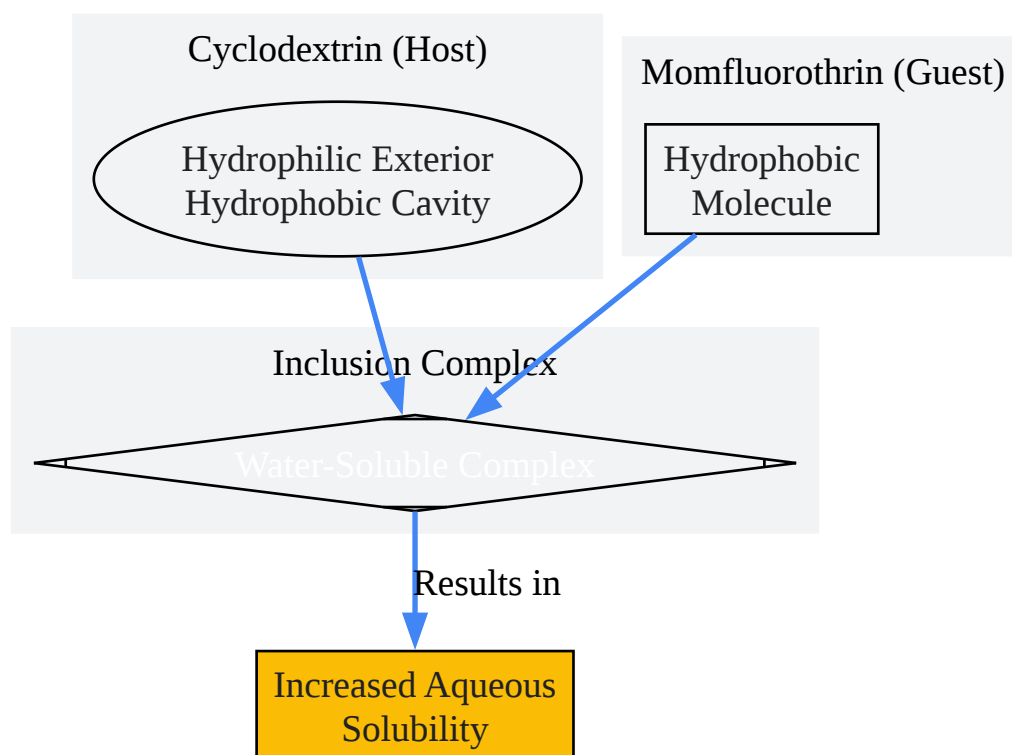 Cyclodextrin (Host)
Momfluorothrin (Guest)
Hydrophilic Exterior
Hydrophobic Cavity
Hydrophobic
Molecule
Inclusion Complex
Water-Soluble Complex
Results in
Increased Aqueous
Solubility